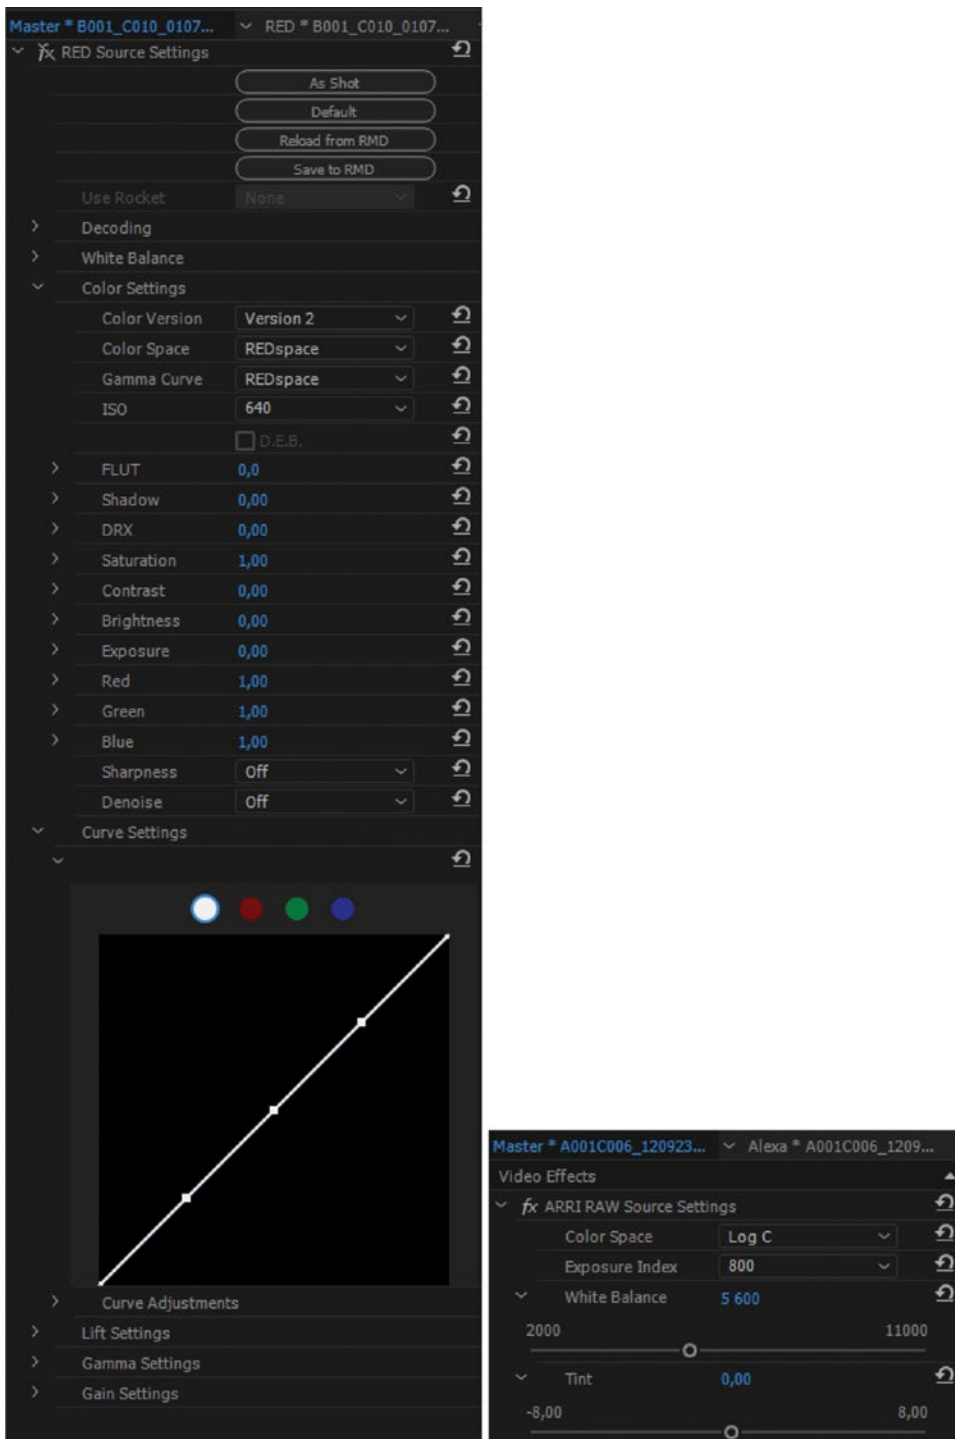 Master * B001_C010_0107... RED * B001_C010_0107...
fx RED Source Settings
As Shot
Default
Reload from RMD
Save to RMD
Use Rocket None
Decoding
White Balance
Color Settings
Color Version Version 2
Color Space REDspace
Gamma Curve REDspace
ISO 640
D.E.B.
FLUT 0,0
Shadow 0,00
DRX 0,00
Saturation 1,00
Contrast 0,00
Brightness 0,00
Exposure 0,00
Red 1,00
Green 1,00
Blue 1,00
Sharpness Off
Denoise Off
Curve Settings
Curve Adjustments
Lift Settings
Gamma Settings
Gain Settings
Master * A001C006_120923... Alexa * A001C006_1209...
Video Effects
fx ARRI RAW Source Settings
Color Space Log C
Exposure Index 800
White Balance 5 600
2000 11000
Tint 0,00
-8,00 8,00